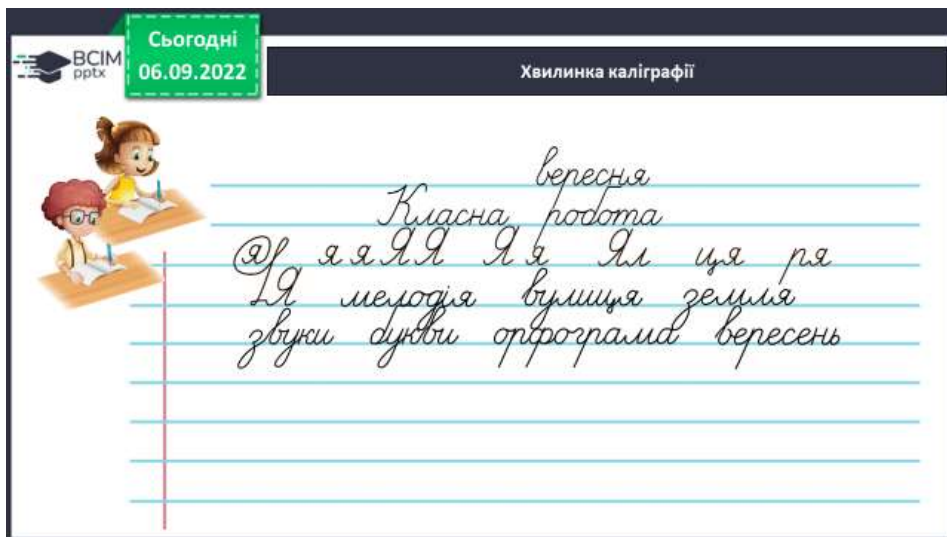 Сьогодні
06.09.2022
BCIM
pptx
Хвилинка каліграфії
вересня
Класна робота
Я я я Я Я Я я Ял ця ря
Я мелодія вулиця земля
звуки букви орфограма вересень